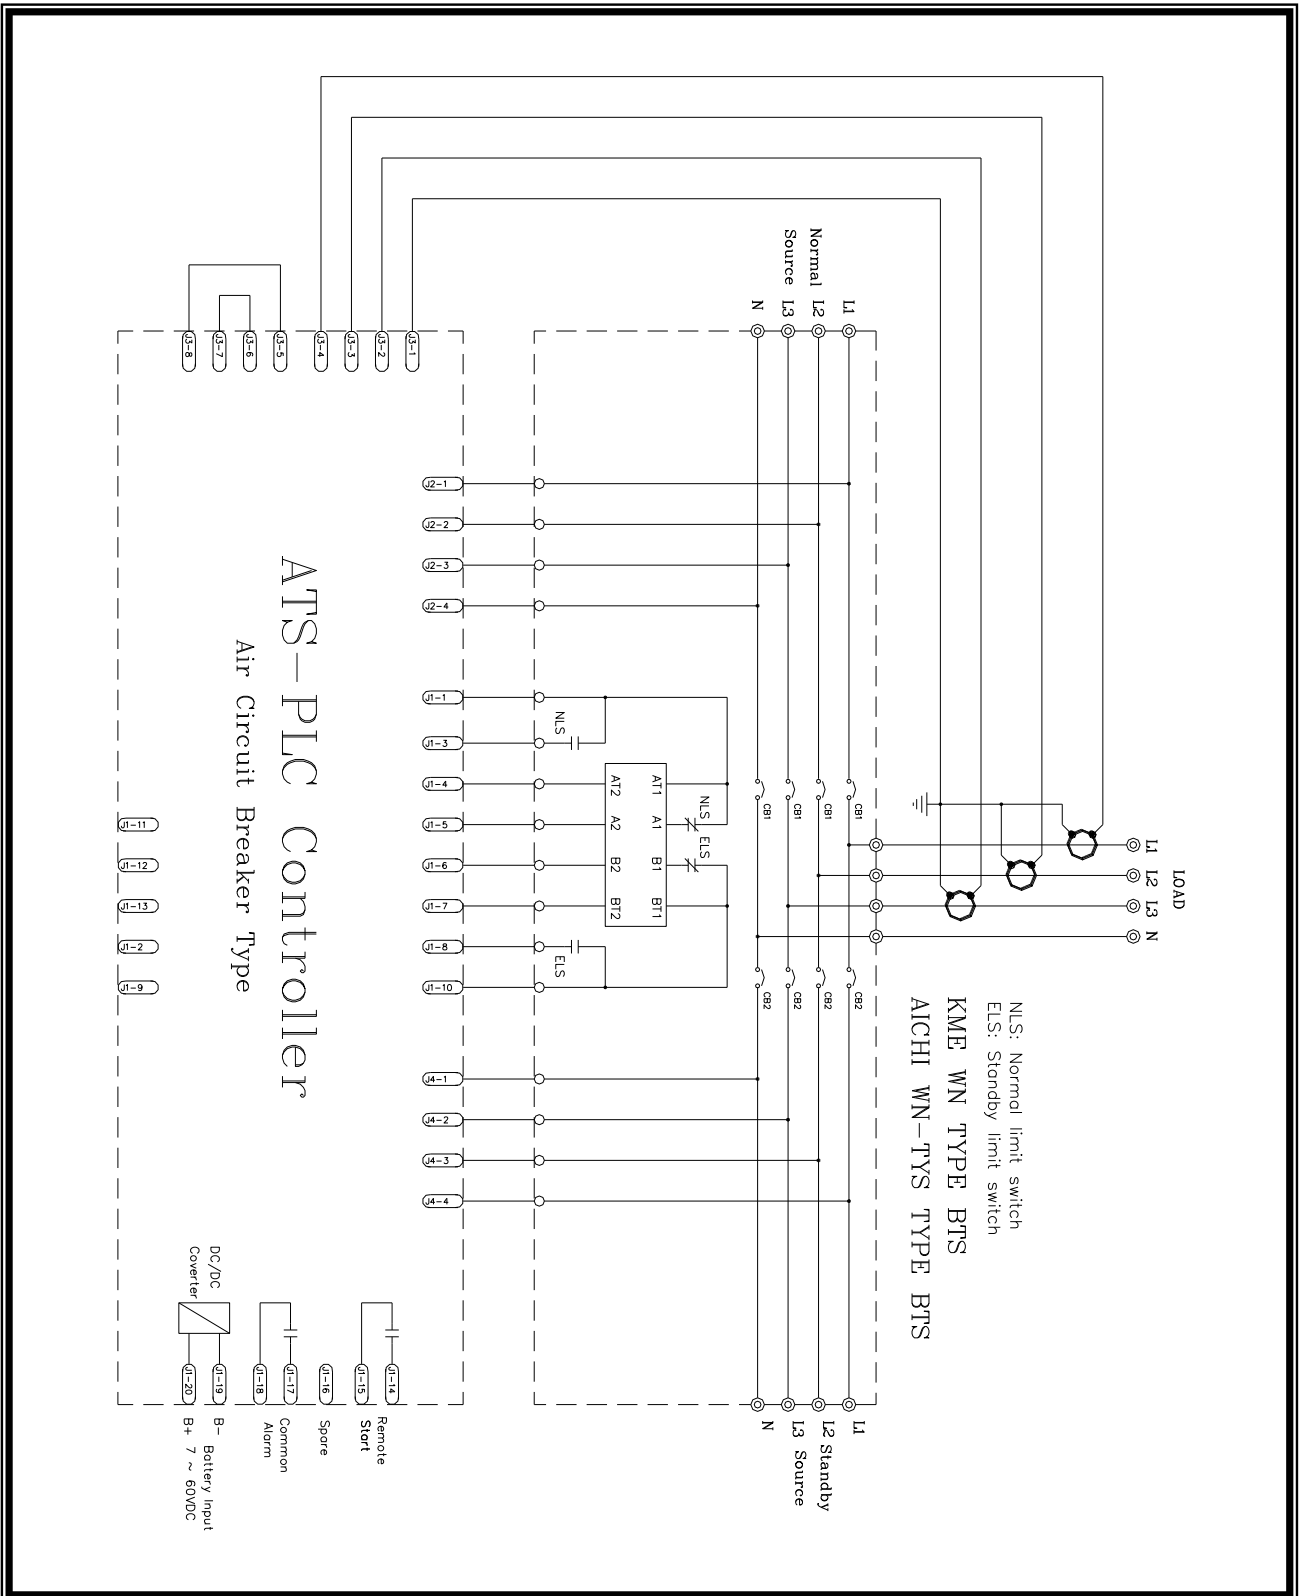 LOAD
L1
L2
L3
N
NLS: Normal limit switch
ELS: Standby limit switch
KME WN TYPE BTS
AICHI WN-TYS TYPE BTS
L1
Normal L2
Source L3
N
CB1
CB1
CB1
CB1
CB2
CB2
CB2
CB2
L1
L2 Standby
L3 Source
N
NLS
ELS
AT1
A1
B1
BT1
AT2
A2
B2
BT2
NLS
ELS
J2-1
J2-2
J2-3
J2-4
J1-1
J1-3
J1-4
J1-5
J1-6
J1-7
J1-8
J1-10
J4-1
J4-2
J4-3
J4-4
J3-1
J3-2
J3-3
J3-4
J3-5
J3-6
J3-7
J3-8
ATS-PLC Controller
Air Circuit Breaker Type
J1-14
J1-15
Remote
Start
J1-16
Spare
J1-17
J1-18
Common
Alarm
DC/DC
Coverter
J1-19
J1-20
B- Battery Input
B+ 7 ~ 60VDC
J1-11
J1-12
J1-13
J1-2
J1-9